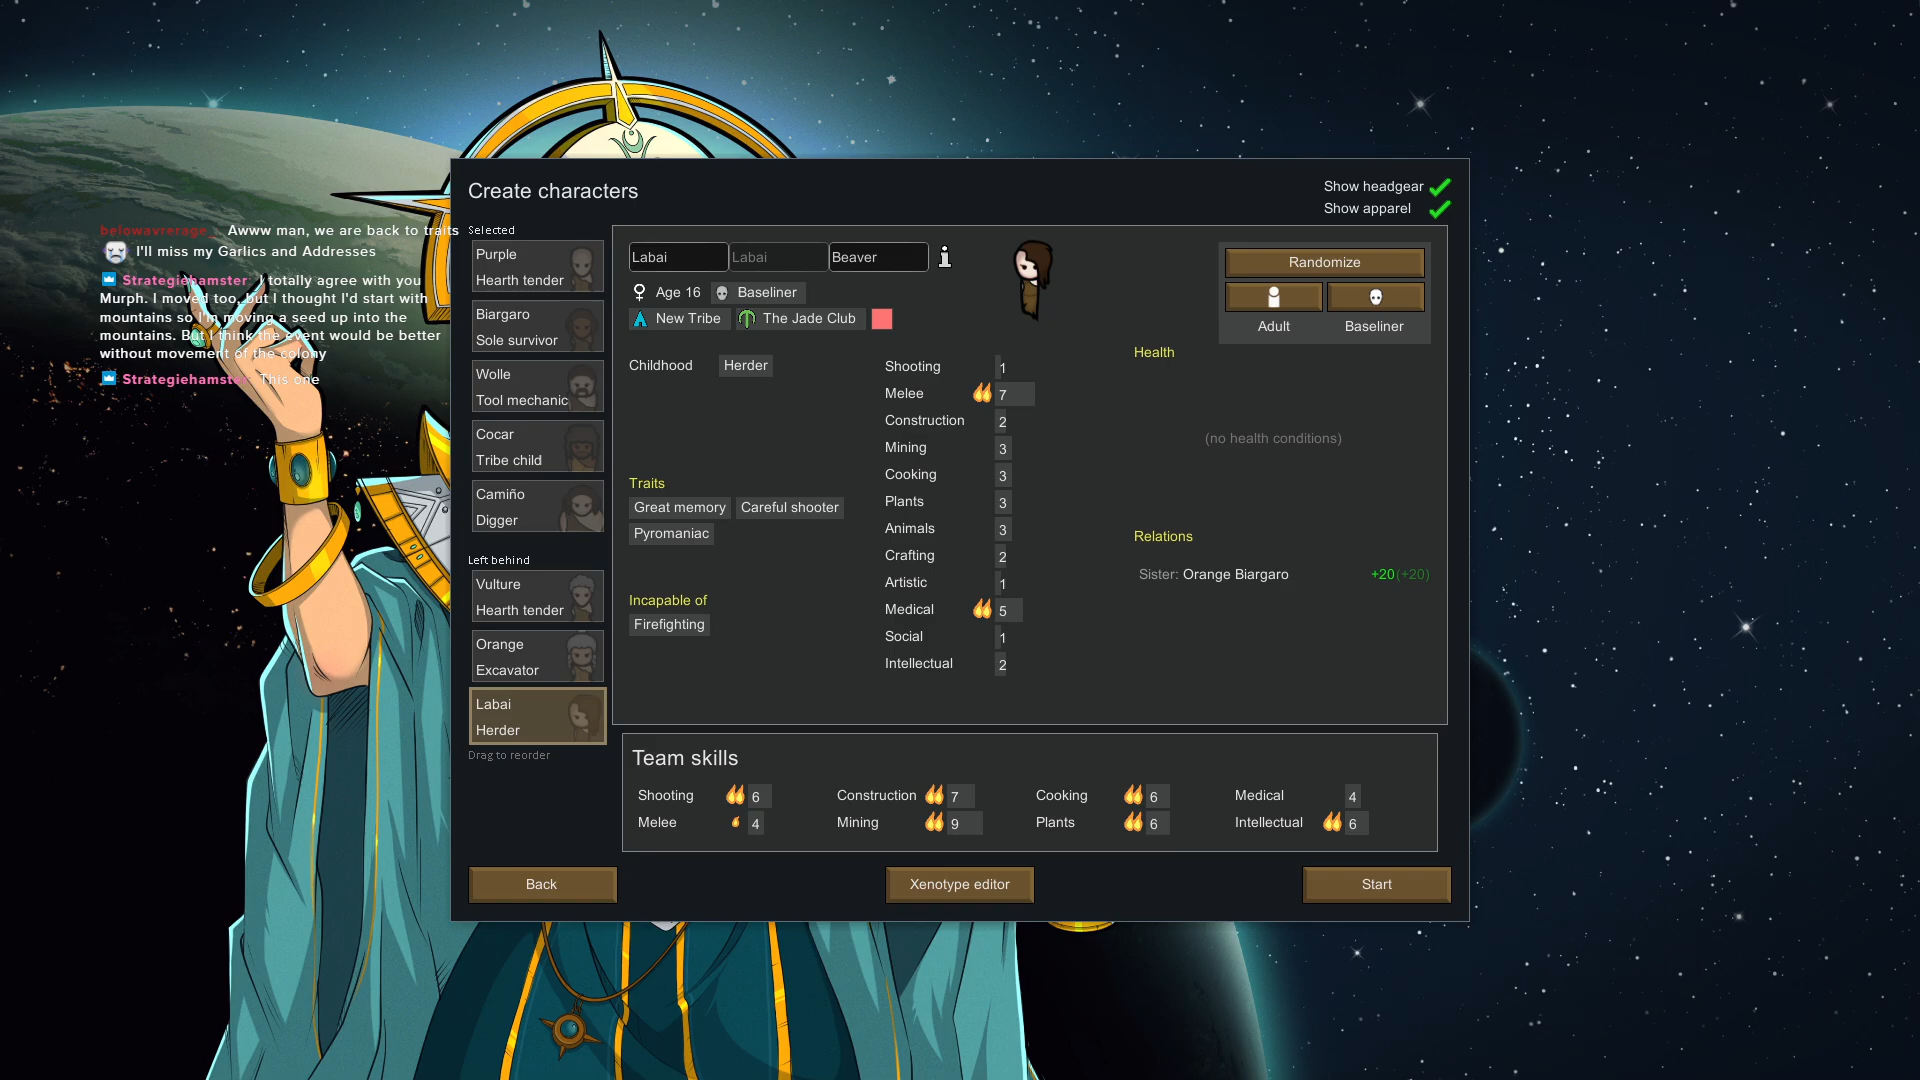 Create characters
Show headgear
Show apparel
belowavrerage_ Awww man, we are back to traits
I'll miss my Garlics and Addresses
Strategiehamster: I totally agree with you
Murph. I moved too, but I thought I'd start with
mountains so I'm moving a seed up into the
mountains. But I think the event would be better
without movement of the colony
Strategiehamster: This one
Selected
Purple
Hearth tender
Biargaro
Sole survivor
Wolle
Tool mechanic
Cocar
Tribe child
Camiño
Digger
Left behind
Vulture
Hearth tender
Orange
Excavator
Labai
Herder
Drag to reorder
Labai Labai Beaver
Age 16 Baseliner
New Tribe The Jade Club
Randomize
Adult Baseliner
Childhood Herder
Traits
Great memory Careful shooter
Pyromaniac
Incapable of
Firefighting
Shooting 1
Melee 7
Construction 2
Mining 3
Cooking 3
Plants 3
Animals 3
Crafting 2
Artistic 1
Medical 5
Social 1
Intellectual 2
Health
(no health conditions)
Relations
Sister: Orange Biargaro +20(+20)
Team skills
Shooting 6 Construction 7 Cooking 6 Medical 4
Melee 4 Mining 9 Plants 6 Intellectual 6
Back Xenotype editor Start